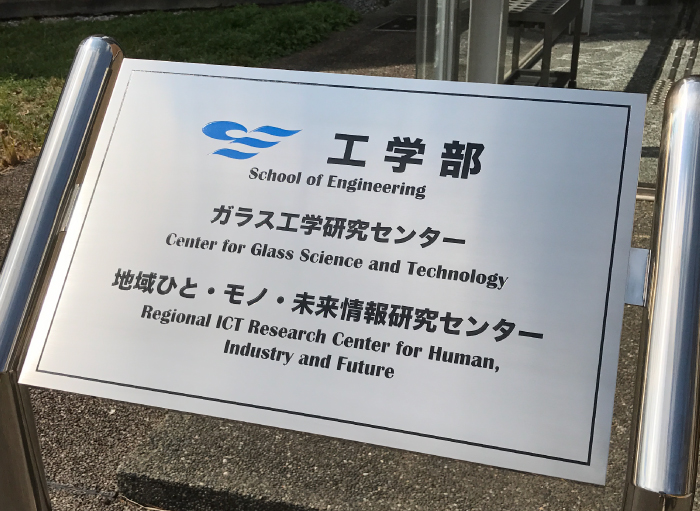 工学部
School of Engineering
ガラス工学研究センター
Center for Glass Science and Technology
地域ひと・モノ・未来情報研究センター
Regional ICT Research Center for Human,
Industry and Future